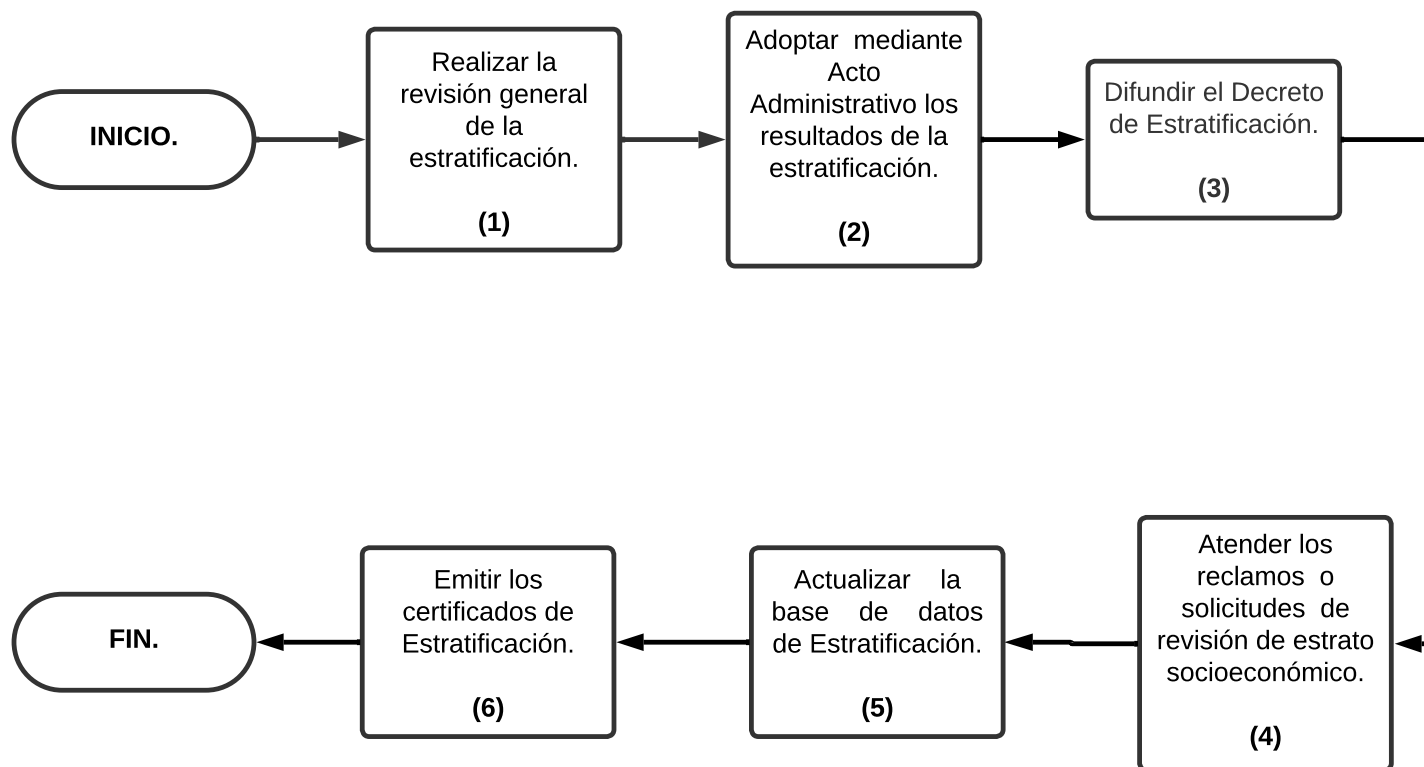 INICIO.
Realizar la
revisión general
de la
estratificación.
(1)
Adoptar mediante
Acto
Administrativo los
resultados de la
estratificación.
(2)
Difundir el Decreto
de Estratificación.
(3)
Atender los
reclamos o
solicitudes de
revisión de estrato
socioeconómico.
(4)
Actualizar la
base de datos
de Estratificación.
(5)
Emitir los
certificados de
Estratificación.
(6)
FIN.